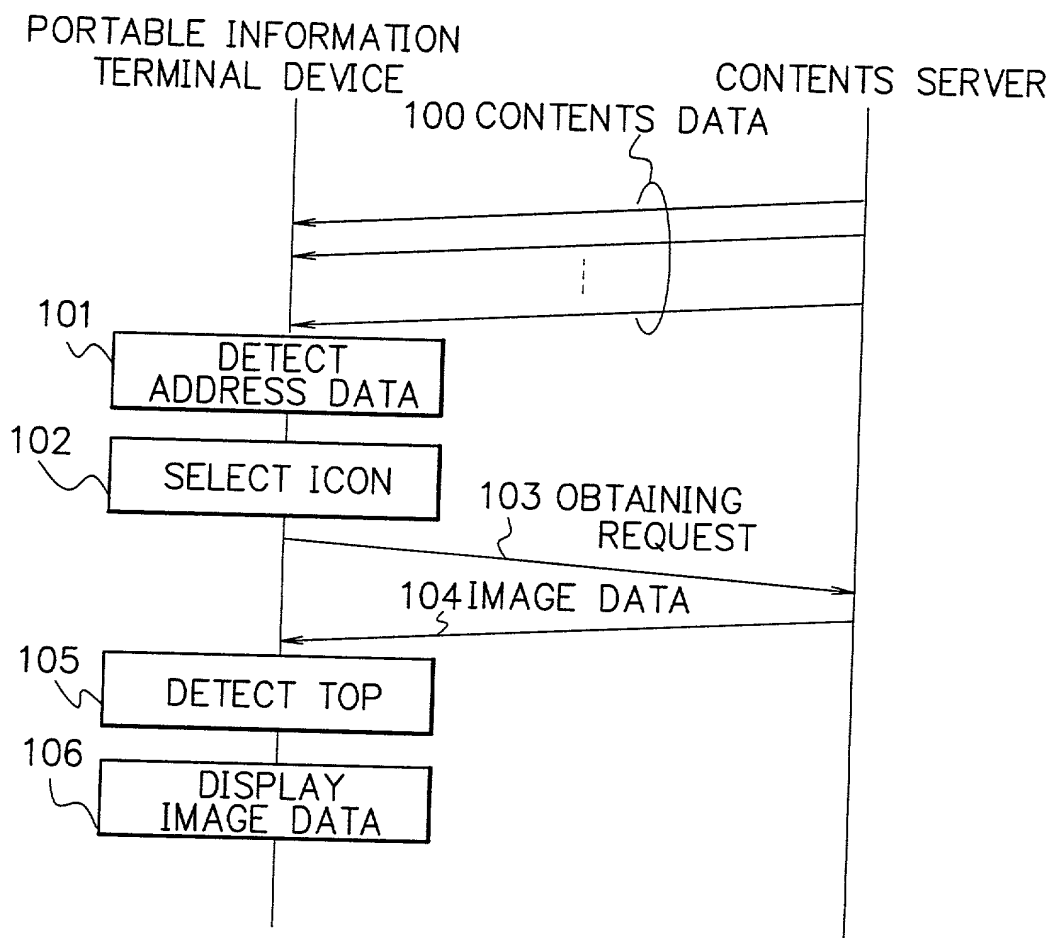 PORTABLE INFORMATION
TERMINAL DEVICE
CONTENTS SERVER
100 CONTENTS DATA
101
DETECT
ADDRESS DATA
102
SELECT ICON
103 OBTAINING
REQUEST
104 IMAGE DATA
105
DETECT TOP
106
DISPLAY
IMAGE DATA